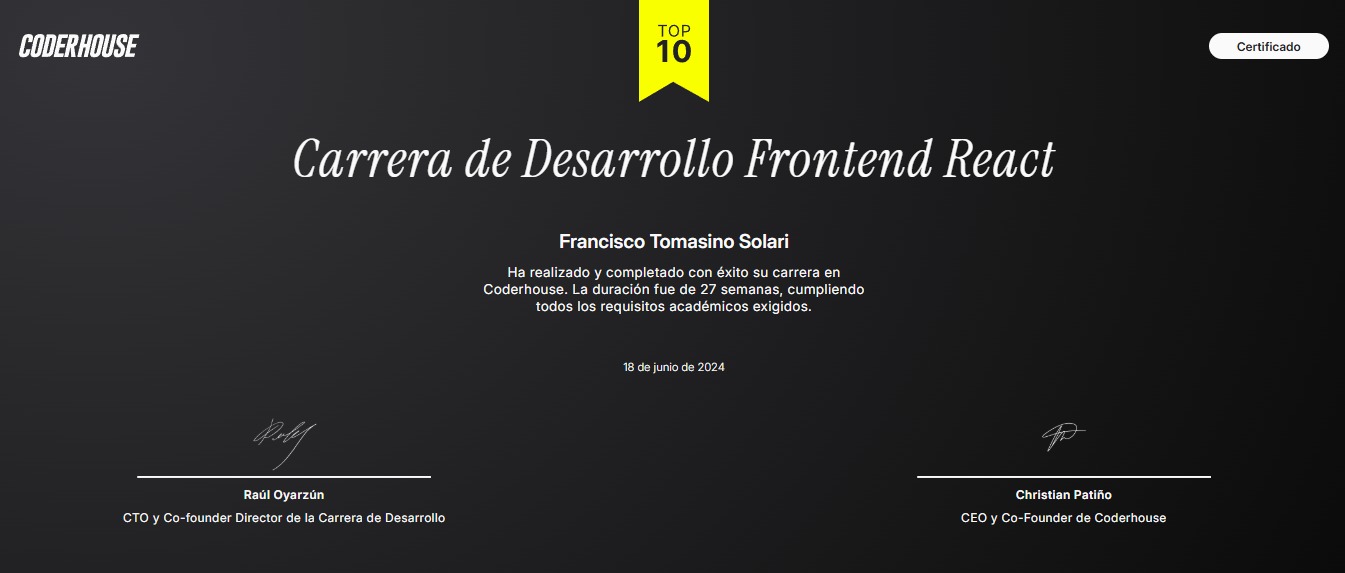 CODERHOUSE
TOP
10
Certificado
Carrera de Desarrollo Frontend React
Francisco Tomasino Solari
Ha realizado y completado con éxito su carrera en
Coderhouse. La duración fue de 27 semanas, cumpliendo
todos los requisitos académicos exigidos.
18 de junio de 2024
Raúl Oyarzún
CTO y Co-founder Director de la Carrera de Desarrollo
Christian Patiño
CEO y Co-Founder de Coderhouse